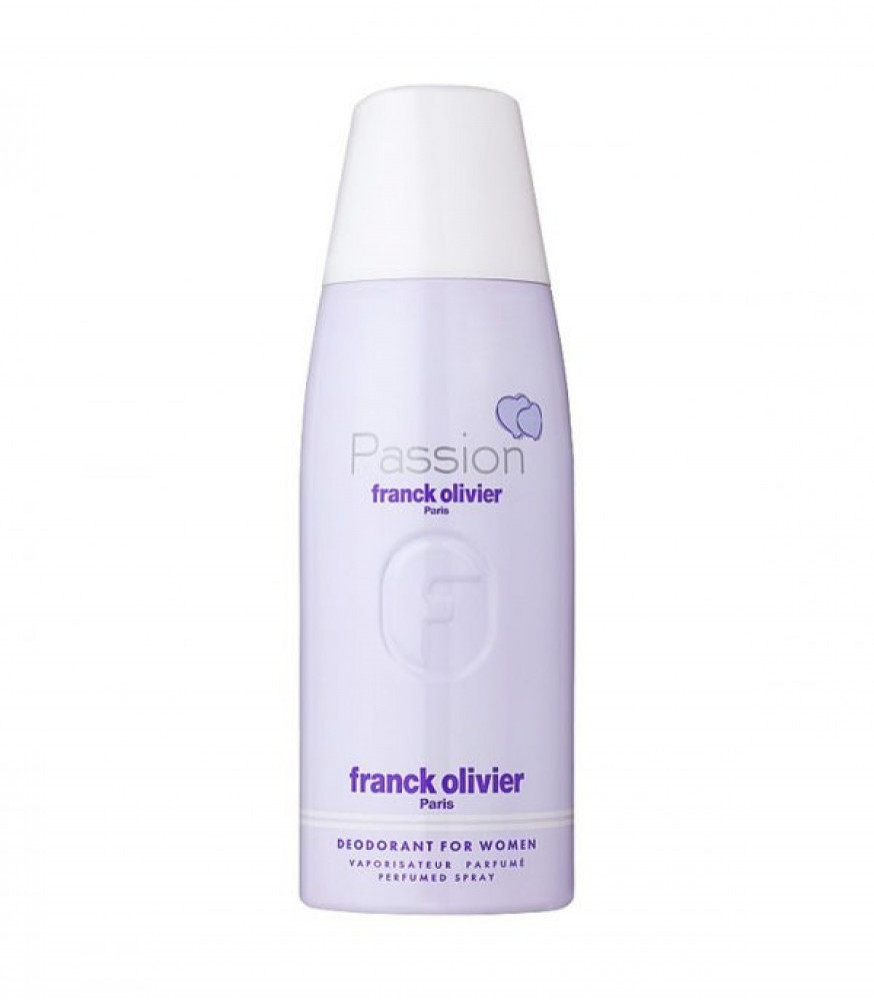 Passion
franck olivier
Paris
F
franck olivier
Paris
DEODORANT FOR WOMEN
VAPORISATEUR PARFUMÉ
PERFUMED SPRAY